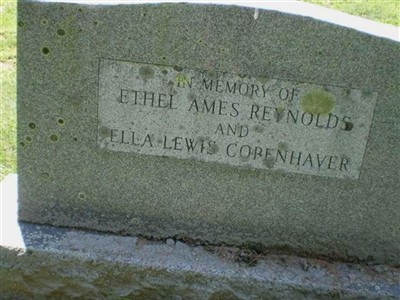 IN MEMORY OF
ETHEL AMES REYNOLDS
AND
ELLA LEWIS COPENHAVER